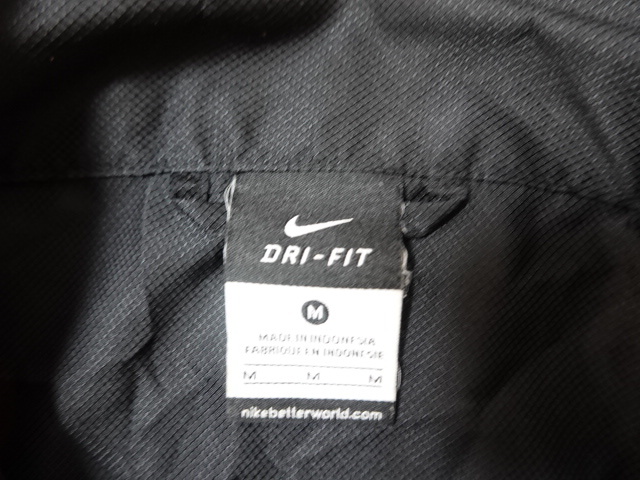 DRI-FIT
M
MADE IN INDONESIA
FABRIQUE EN INDONESIE
M M M
nikebetterworld.com